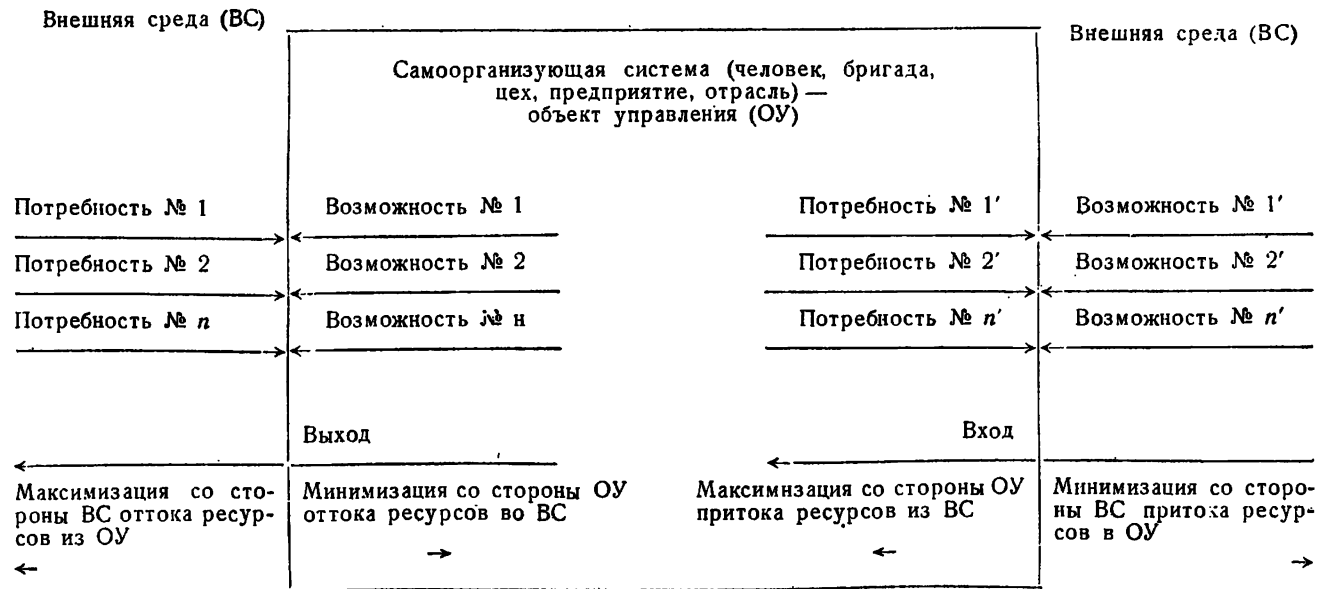 Внешняя среда (ВС)
Внешняя среда (ВС)
Самоорганизующая система (человек, бригада,
цех, предприятие, отрасль) —
объект управления (ОУ)
Потребность № 1
Возможность № 1
Потребность № 1′
Возможность № 1′
Потребность № 2
Возможность № 2
Потребность № 2′
Возможность № 2′
Потребность № n
Возможность № н
Потребность № n′
Возможность № n′
Выход
Вход
Максимизация со сто-
роны ВС оттока ресур-
сов из ОУ
Минимизация со стороны ОУ
оттока ресурсов во ВС
Максимизация со стороны ОУ
притока ресурсов из ВС
Минимизация со сторо-
ны ВС притока ресур-
сов в ОУ